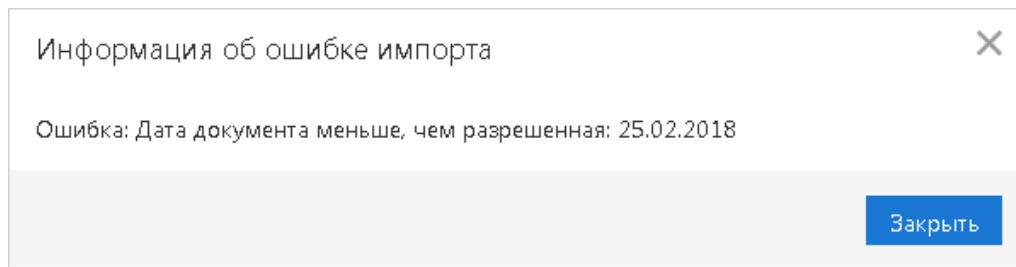 Информация об ошибке импорта
Ошибка: Дата документа меньше, чем разрешенная: 25.02.2018
Закрыть